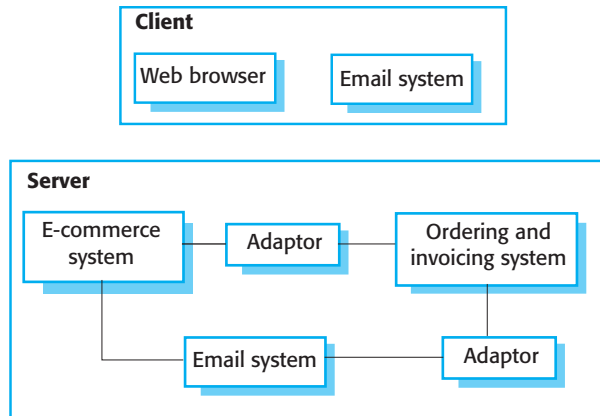 Client
Web browser
Email system
Server
E-commerce
system
Adaptor
Ordering and
invoicing system
Email system
Adaptor